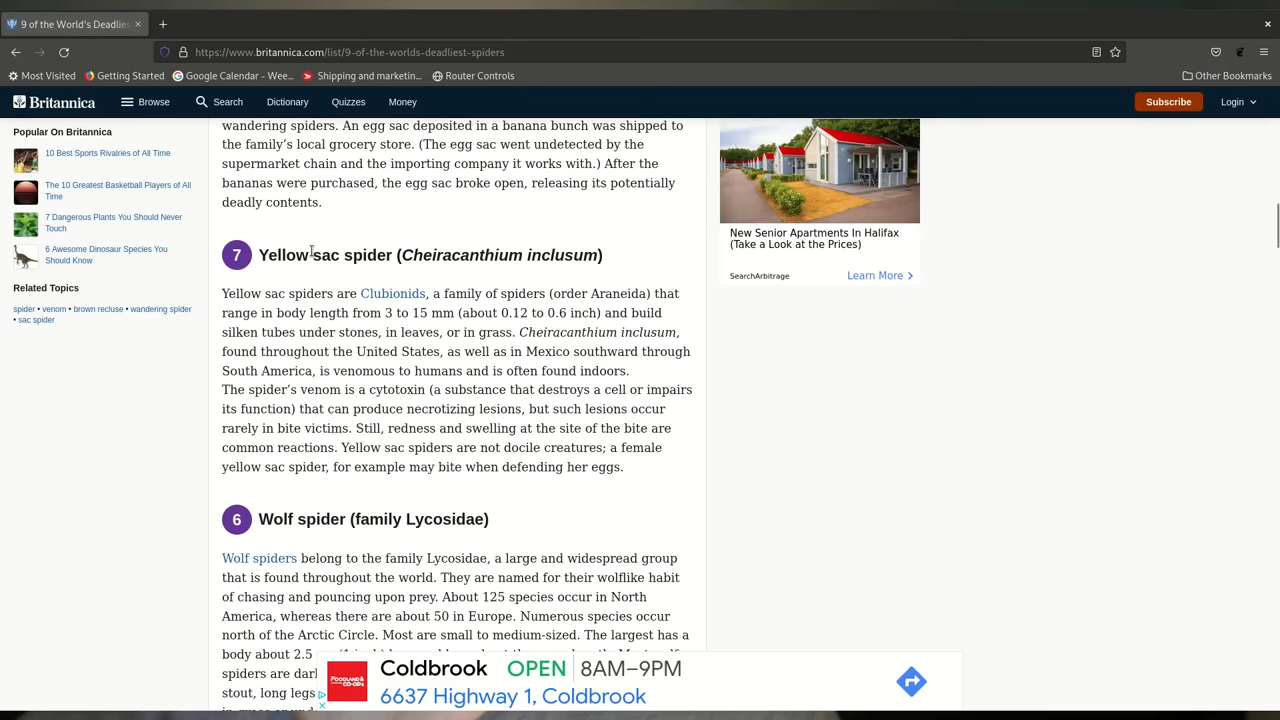 9 of the World's Deadlies
https://www.britannica.com/list/9-of-the-worlds-deadliest-spiders
Most Visited
Getting Started
Google Calendar - Wee...
Shipping and marketin...
Router Controls
Other Bookmarks
Britannica
Browse
Search
Dictionary
Quizzes
Money
Subscribe
Login
Popular On Britannica
10 Best Sports Rivalries of All Time
The 10 Greatest Basketball Players of All
Time
7 Dangerous Plants You Should Never
Touch
6 Awesome Dinosaur Species You
Should Know
Related Topics
spider • venom • brown recluse • wandering spider
• sac spider
wandering spiders. An egg sac deposited in a banana bunch was shipped to
the family's local grocery store. (The egg sac went undetected by the
supermarket chain and the importing company it works with.) After the
bananas were purchased, the egg sac broke open, releasing its potentially
deadly contents.
7 Yellow sac spider (Cheiracanthium inclusum)
Yellow sac spiders are Clubionids, a family of spiders (order Araneida) that
range in body length from 3 to 15 mm (about 0.12 to 0.6 inch) and build
silken tubes under stones, in leaves, or in grass. Cheiracanthium inclusum,
found throughout the United States, as well as in Mexico southward through
South America, is venomous to humans and is often found indoors.
The spider's venom is a cytotoxin (a substance that destroys a cell or impairs
its function) that can produce necrotizing lesions, but such lesions occur
rarely in bite victims. Still, redness and swelling at the site of the bite are
common reactions. Yellow sac spiders are not docile creatures; a female
yellow sac spider, for example may bite when defending her eggs.
6 Wolf spider (family Lycosidae)
Wolf spiders belong to the family Lycosidae, a large and widespread group
that is found throughout the world. They are named for their wolflike habit
of chasing and pouncing upon prey. About 125 species occur in North
America, whereas there are about 50 in Europe. Numerous species occur
north of the Arctic Circle. Most are small to medium-sized. The largest has a
body about 2.5
spiders are dar
stout, long legs
New Senior Apartments In Halifax
(Take a Look at the Prices)
SearchArbitrage
Learn More
FOODLAND & CO-OPS
Coldbrook OPEN 8AM–9PM
6637 Highway 1, Coldbrook